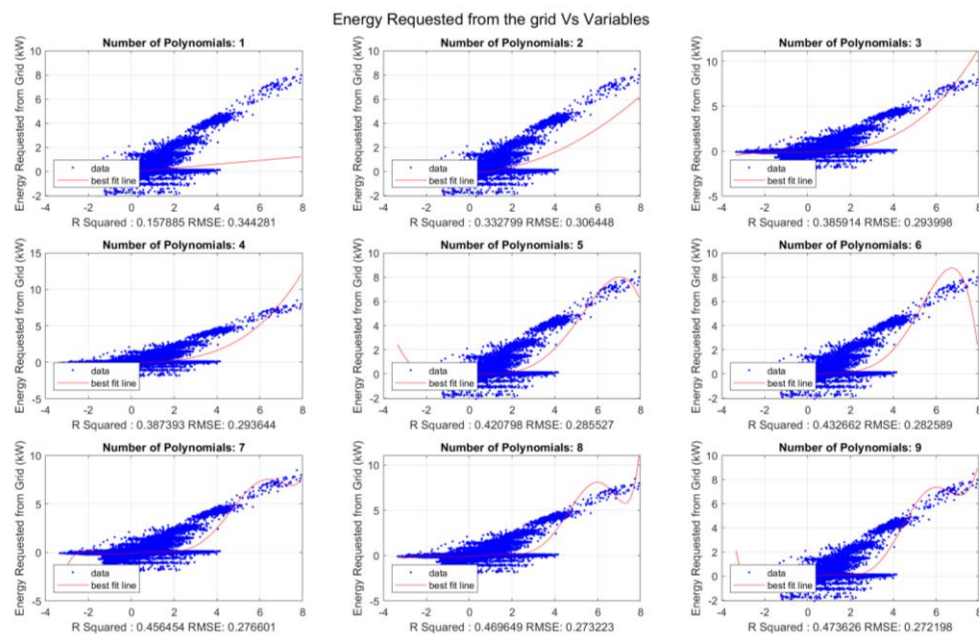 Energy Requested from the grid Vs Variables
Number of Polynomials: 1
Energy Requested from Grid (kW)
10
8
6
4
2
0
-2
data
best fit line
-4 -2 0 2 4 6 8
R Squared : 0.157885 RMSE: 0.344281
Number of Polynomials: 2
Energy Requested from Grid (kW)
10
8
6
4
2
0
-2
data
best fit line
-4 -2 0 2 4 6 8
R Squared : 0.332799 RMSE: 0.306448
Number of Polynomials: 3
Energy Requested from Grid (kW)
10
5
0
-5
data
best fit line
-4 -2 0 2 4 6 8
R Squared : 0.385914 RMSE: 0.293998
Number of Polynomials: 4
Energy Requested from Grid (kW)
15
10
5
0
-5
data
best fit line
-4 -2 0 2 4 6 8
R Squared : 0.387393 RMSE: 0.293644
Number of Polynomials: 5
Energy Requested from Grid (kW)
10
8
6
4
2
0
-2
data
best fit line
-4 -2 0 2 4 6 8
R Squared : 0.420798 RMSE: 0.285527
Number of Polynomials: 6
Energy Requested from Grid (kW)
10
8
6
4
2
0
-2
data
best fit line
-4 -2 0 2 4 6 8
R Squared : 0.432662 RMSE: 0.282589
Number of Polynomials: 7
Energy Requested from Grid (kW)
10
5
0
-5
data
best fit line
-4 -2 0 2 4 6 8
R Squared : 0.456454 RMSE: 0.276601
Number of Polynomials: 8
Energy Requested from Grid (kW)
10
5
0
-5
data
best fit line
-4 -2 0 2 4 6 8
R Squared : 0.469649 RMSE: 0.273223
Number of Polynomials: 9
Energy Requested from Grid (kW)
10
8
6
4
2
0
-2
data
best fit line
-4 -2 0 2 4 6 8
R Squared : 0.473626 RMSE: 0.272198